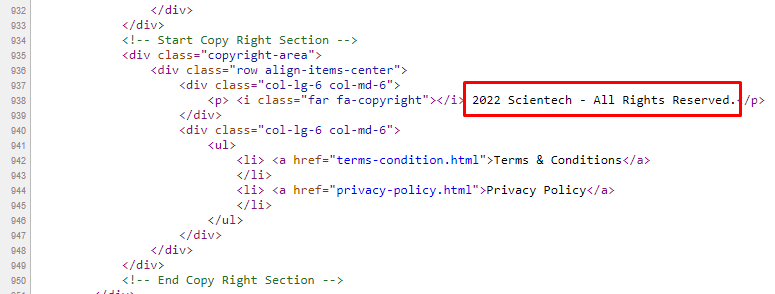 932 </div>
933 </div>
934 <!-- Start Copy Right Section -->
935 <div class="copyright-area">
936 <div class="row align-items-center">
937 <div class="col-lg-6 col-md-6">
938 <p> <i class="far fa-copyright"></i> 2022 Scientech - All Rights Reserved.</p>
939 </div>
940 <div class="col-lg-6 col-md-6">
941 <ul>
942 <li> <a href="terms-condition.html">Terms & Conditions</a>
943 </li>
944 <li> <a href="privacy-policy.html">Privacy Policy</a>
945 </li>
946 </ul>
947 </div>
948 </div>
949 </div>
950 <!-- End Copy Right Section -->
951 </div>